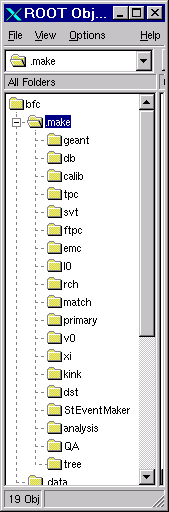 ROOT Obj...
File View Options Help
.make
All Folders
bfc
.make
geant
db
calib
tpc
svt
ftpc
emc
l0
rch
match
primary
v0
xi
kink
dst
StEventMaker
analysis
QA
tree
.data
19 Obj